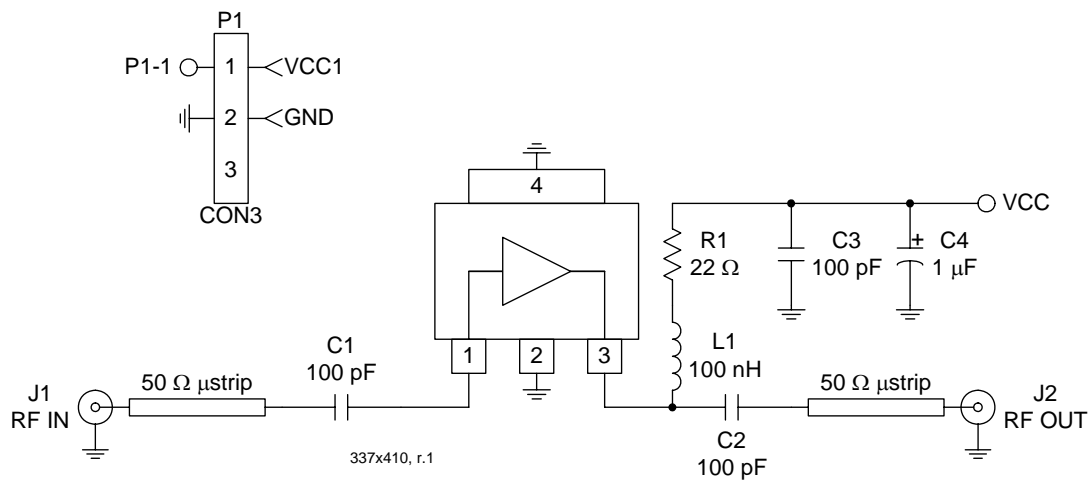 P1
P1-1
1
VCC1
2
GND
3
CON3
4
VCC
R1
22 Ω
C3
100 pF
+
C4
1 μF
1
2
3
L1
100 nH
C1
100 pF
J1
RF IN
50 Ω μstrip
C2
100 pF
50 Ω μstrip
J2
RF OUT
337x410, r.1